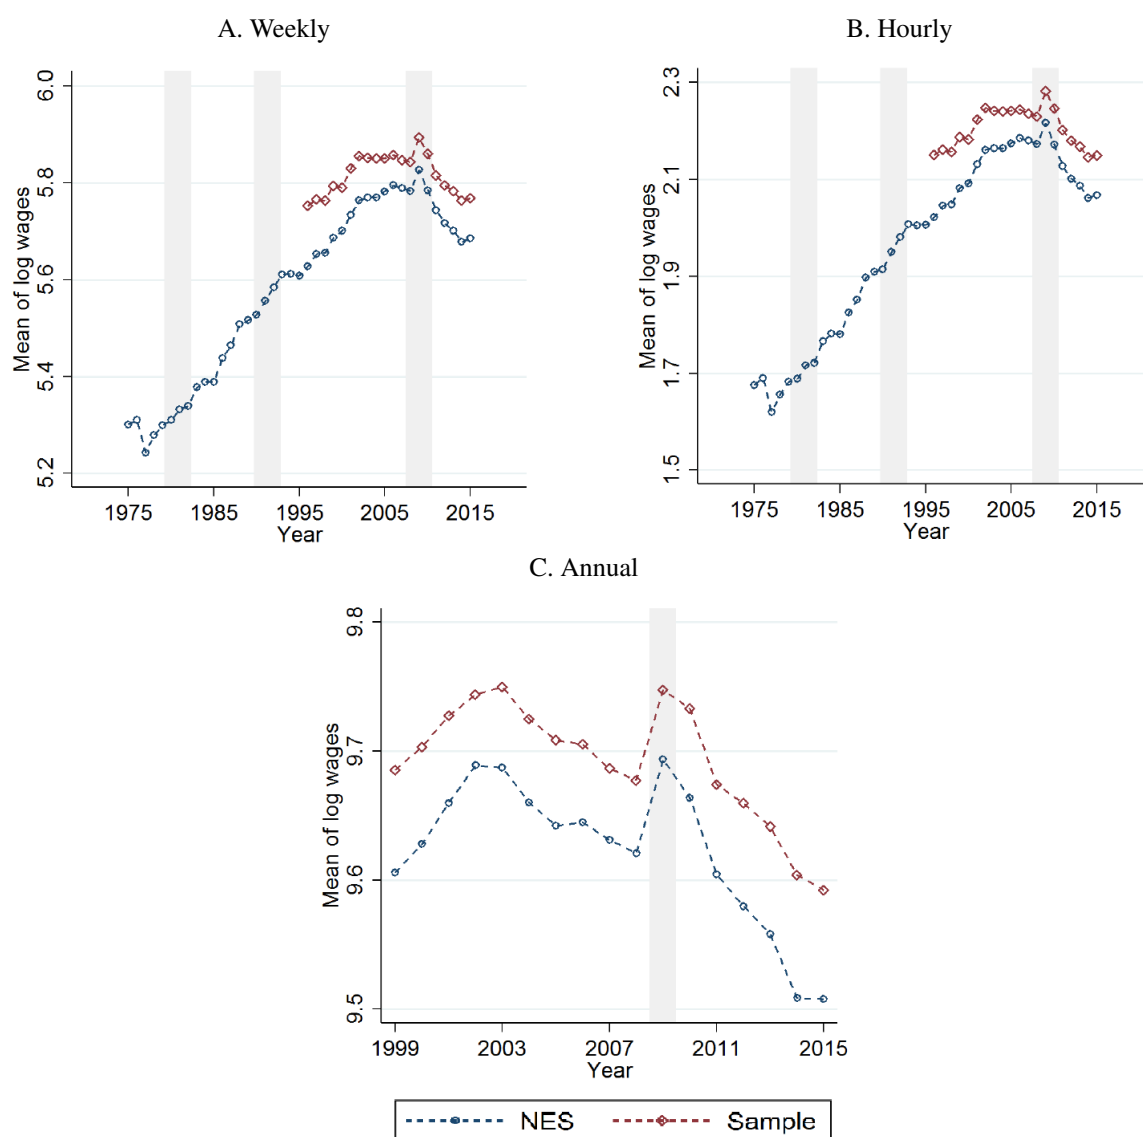 A. Weekly
Mean of log wages
6.0
5.8
5.6
5.4
5.2
1975 1985 1995 2005 2015
Year
B. Hourly
Mean of log wages
2.3
2.1
1.9
1.7
1.5
1975 1985 1995 2005 2015
Year
C. Annual
Mean of log wages
9.8
9.7
9.6
9.5
1999 2003 2007 2011 2015
Year
NES Sample